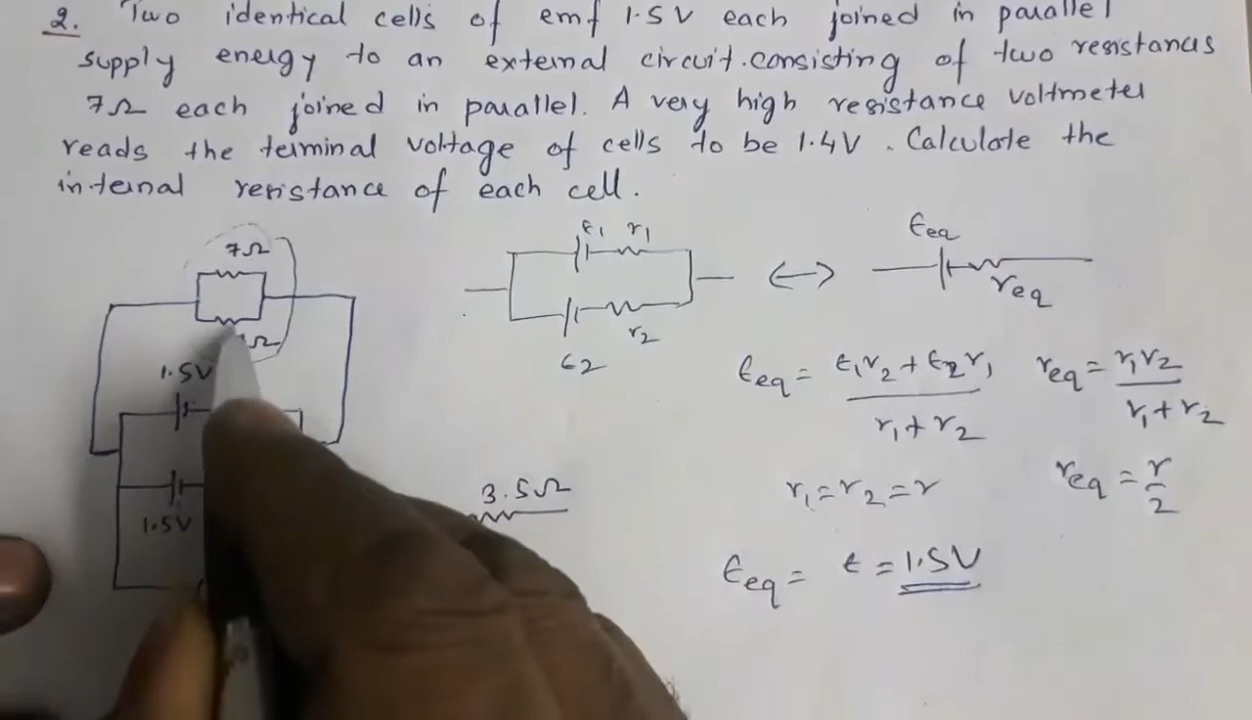 2. Two identical cells of emf 1.5 V each joined in parallel
supply energy to an external circuit. consisting of two resistances
7Ω each joined in parallel. A very high resistance voltmeter
reads the terminal voltage of cells to be 1.4V. Calculate the
internal resistance of each cell.
7Ω
Ω
1.5V
1.5V
ε1 r1
r2
ε2
↔
εeq
req
εeq = ε1r2 + ε2r1 / r1 + r2
req = r1r2 / r1 + r2
3.5Ω
r1 = r2 = r
req = r / 2
εeq = ε = 1.5V